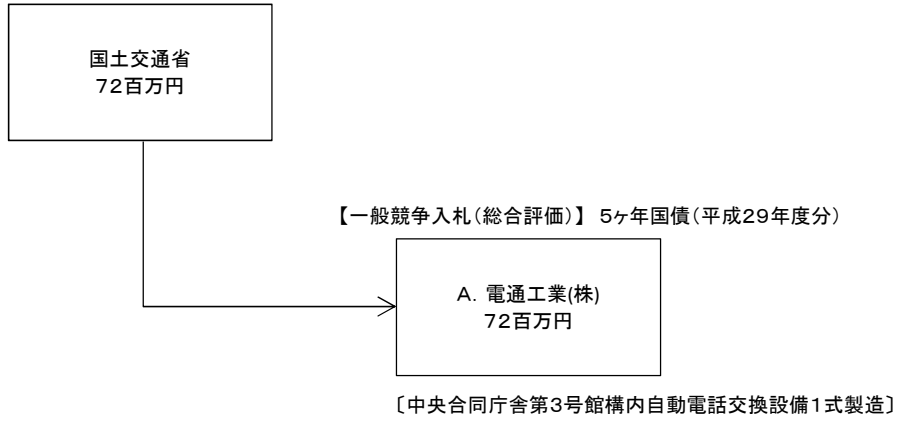 国土交通省
72百万円
【一般競争入札(総合評価)】 5ヶ年国債(平成29年度分)
A. 電通工業(株)
72百万円
〔中央合同庁舎第3号館構内自動電話交換設備1式製造〕